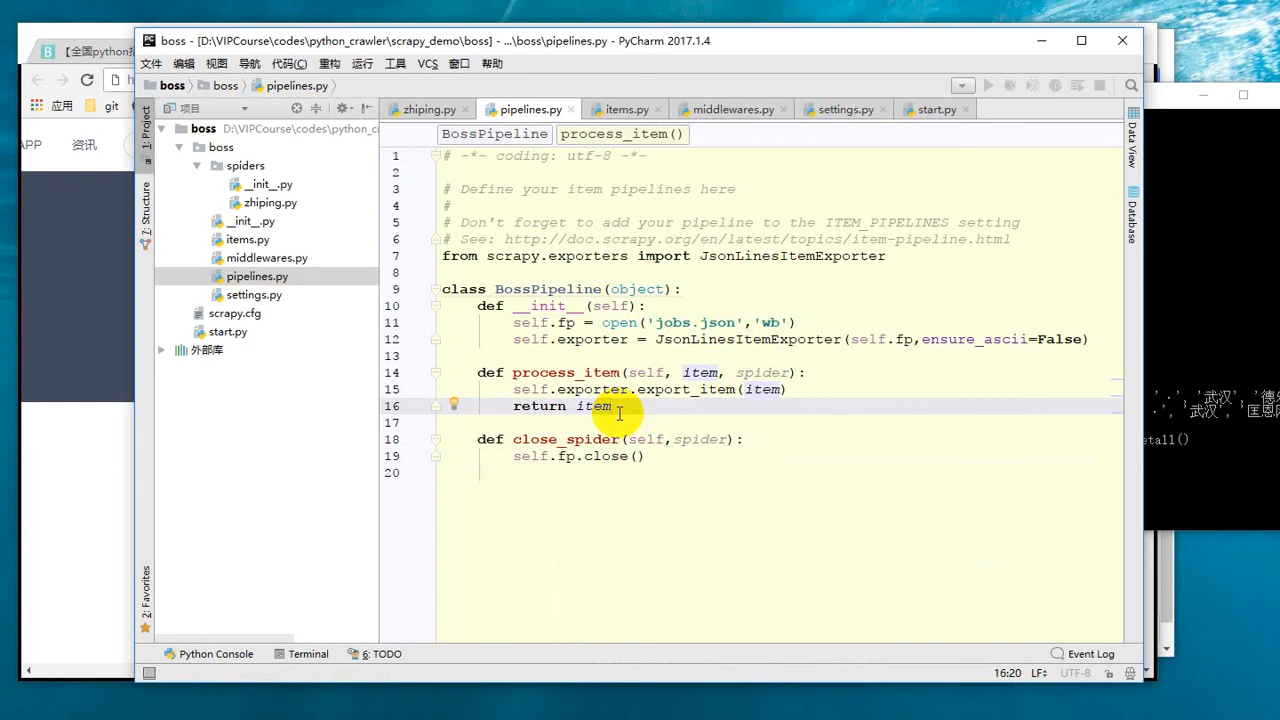 boss - [D:\VIPCourse\codes\python_crawler\scrapy_demo\boss] - ...\boss\pipelines.py - PyCharm 2017.1.4
【全国python招
文件 编辑 视图 导航 代码(C) 重构 运行 工具 VCS 窗口 帮助
boss boss pipelines.py
应用 git
项目
zhiping.py pipelines.py items.py middlewares.py settings.py start.py
BossPipeline process_item()
APP 资讯
1: Project
7: Structure
2: Favorites
boss D:\VIPCourse\codes\python_cr
boss
spiders
__init__.py
zhiping.py
__init__.py
items.py
middlewares.py
pipelines.py
settings.py
scrapy.cfg
start.py
外部库
1 # -*- coding: utf-8 -*-
2
3 # Define your item pipelines here
4 #
5 # Don't forget to add your pipeline to the ITEM_PIPELINES setting
6 # See: http://doc.scrapy.org/en/latest/topics/item-pipeline.html
7 from scrapy.exporters import JsonLinesItemExporter
8
9 class BossPipeline(object):
10 def __init__(self):
11 self.fp = open('jobs.json','wb')
12 self.exporter = JsonLinesItemExporter(self.fp,ensure_ascii=False)
13
14 def process_item(self, item, spider):
15 self.exporter.export_item(item)
16 return item
17
18 def close_spider(self,spider):
19 self.fp.close()
20
Data View
Database
'武汉', '德
'武汉', '匡恩网
etall()
Python Console Terminal 6: TODO Event Log
16:20 LF UTF-8